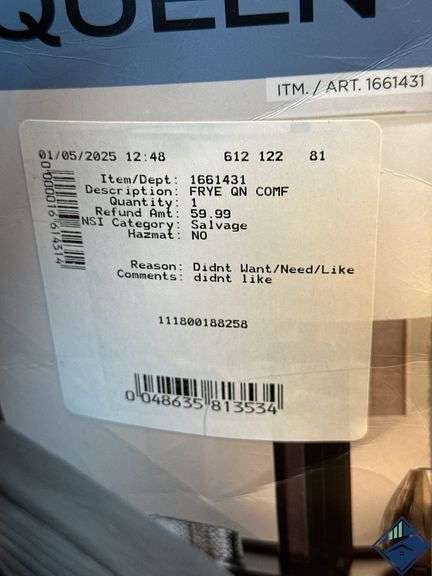 QUEEN
ITM. / ART. 1661431
01/05/2025 12:48 612 122 81
Item/Dept: 1661431
Description: FRYE QN COMF
Quantity: 1
Refund Amt: 59.99
NSI Category: Salvage
Hazmat: NO
Reason: Didnt Want/Need/Like
Comments: didnt like
111800188258
0 048635 813534